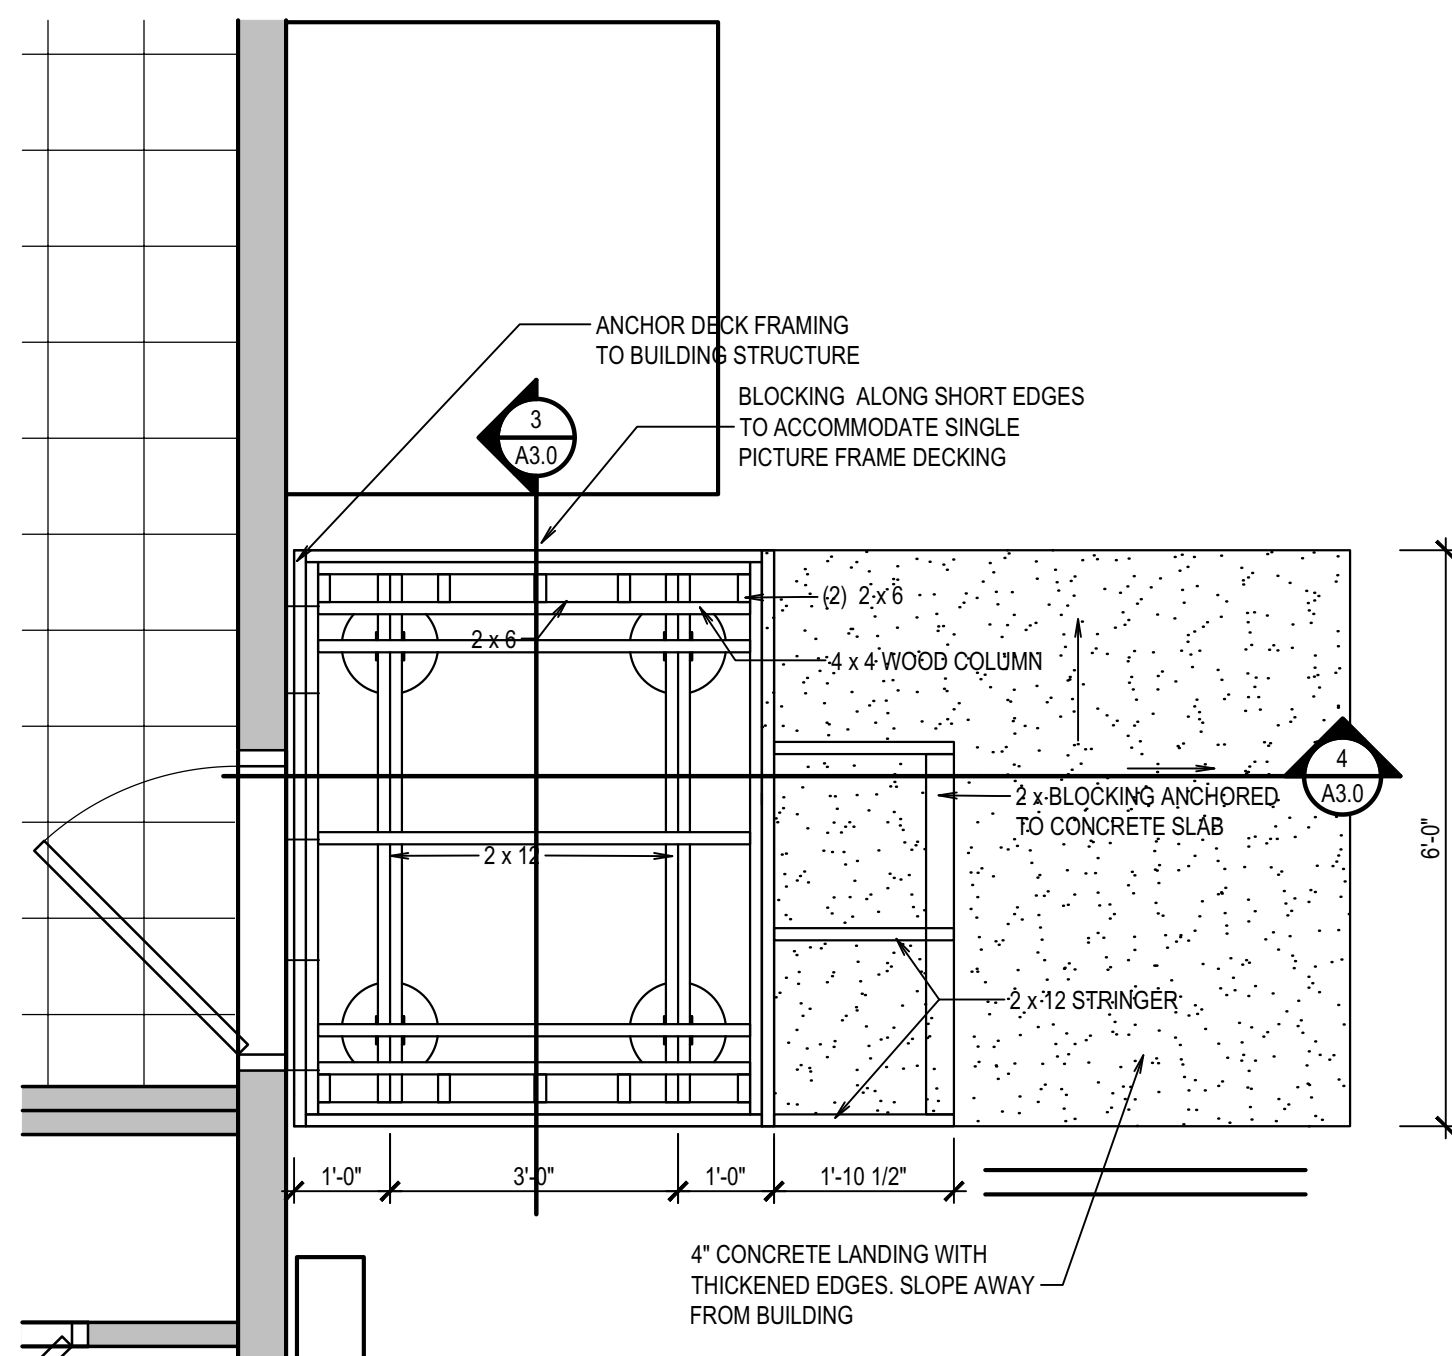 ANCHOR DECK FRAMING
TO BUILDING STRUCTURE
BLOCKING ALONG SHORT EDGES
TO ACCOMMODATE SINGLE
PICTURE FRAME DECKING
3
A3.0
(2) 2 x 6
2 x 6
4 x 4 WOOD COLUMN
4
A3.0
2 x BLOCKING ANCHORED
TO CONCRETE SLAB
6'-0"
2 x 12
2 x 12 STRINGER
1'-0"
3'-0"
1'-0"
1'-10 1/2"
4" CONCRETE LANDING WITH
THICKENED EDGES. SLOPE AWAY
FROM BUILDING